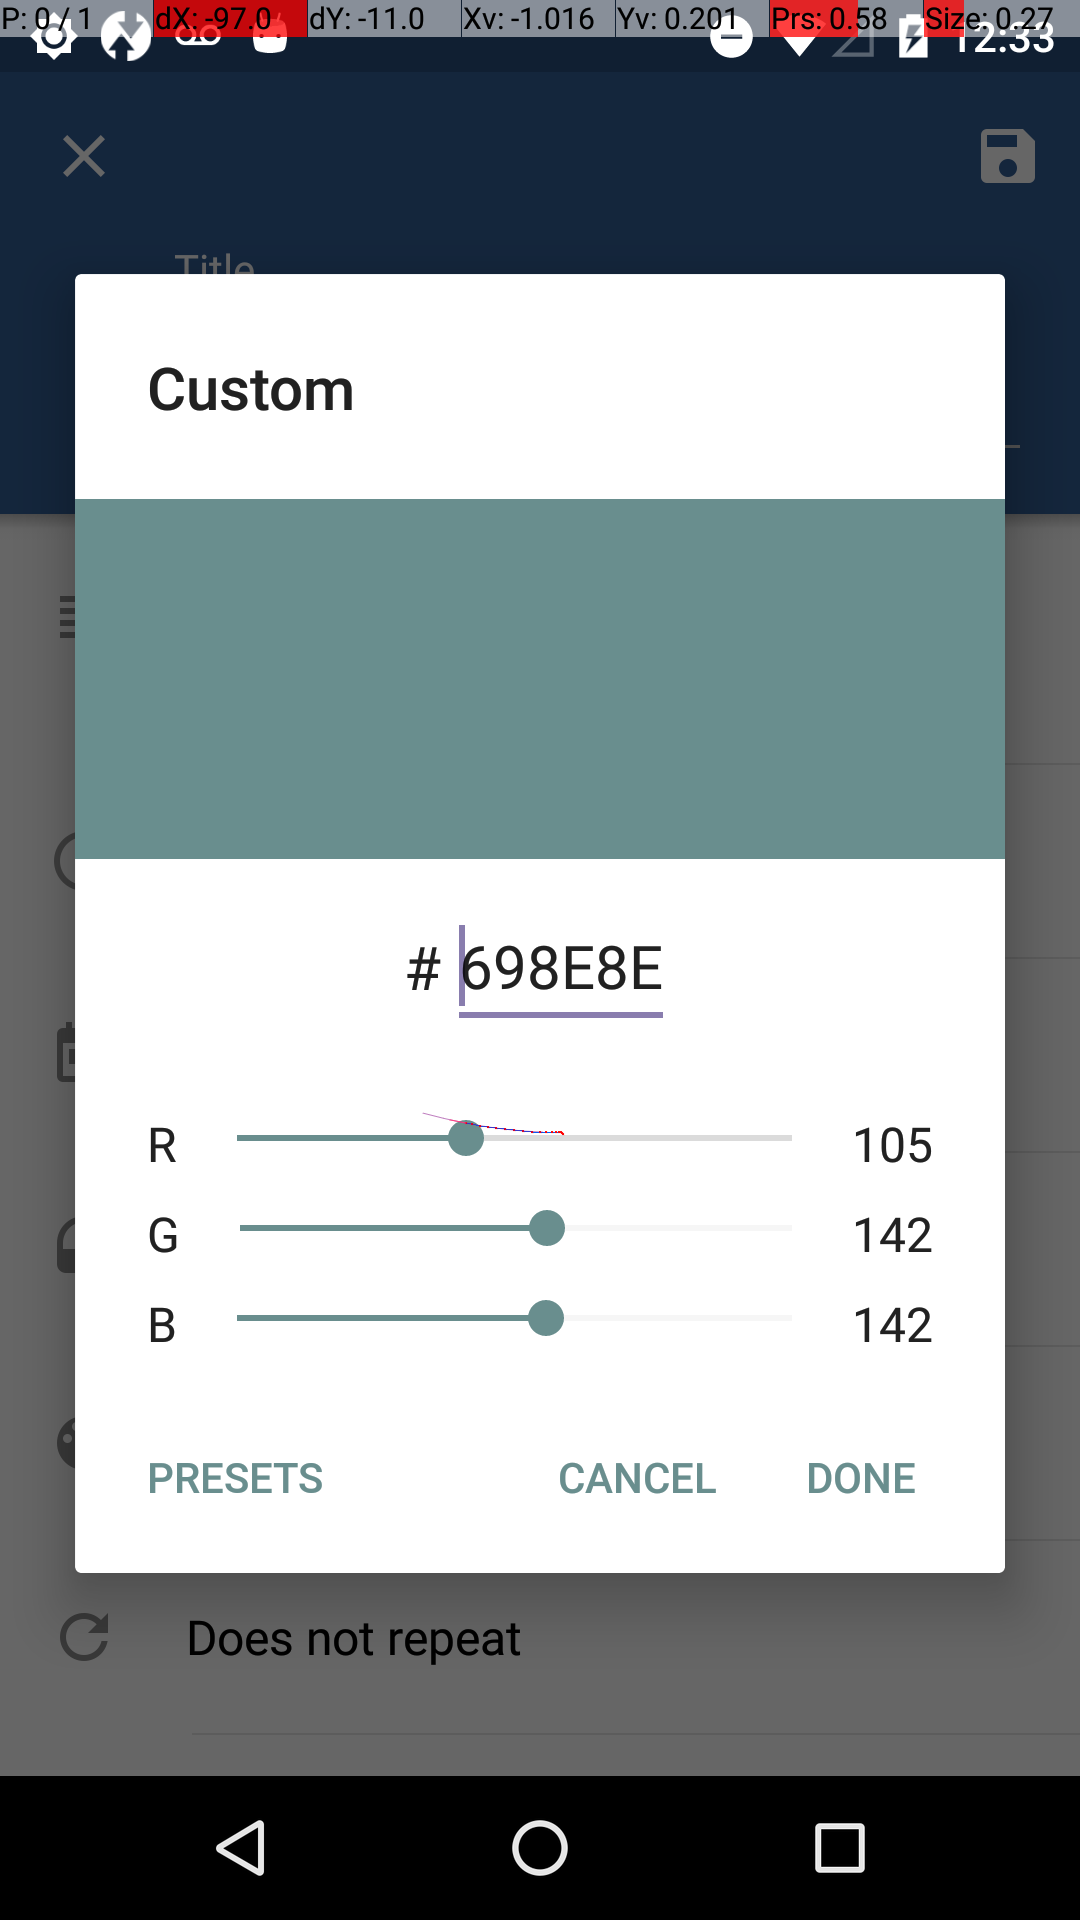 P: 0 / 1 dX: -97.0 dY: -11.0 Xv: -1.016 Yv: 0.201 Prs: 0.58 Size: 0.27
12:33
Title
Custom
# 698E8E
R 105
G 142
B 142
PRESETS CANCEL DONE
Does not repeat